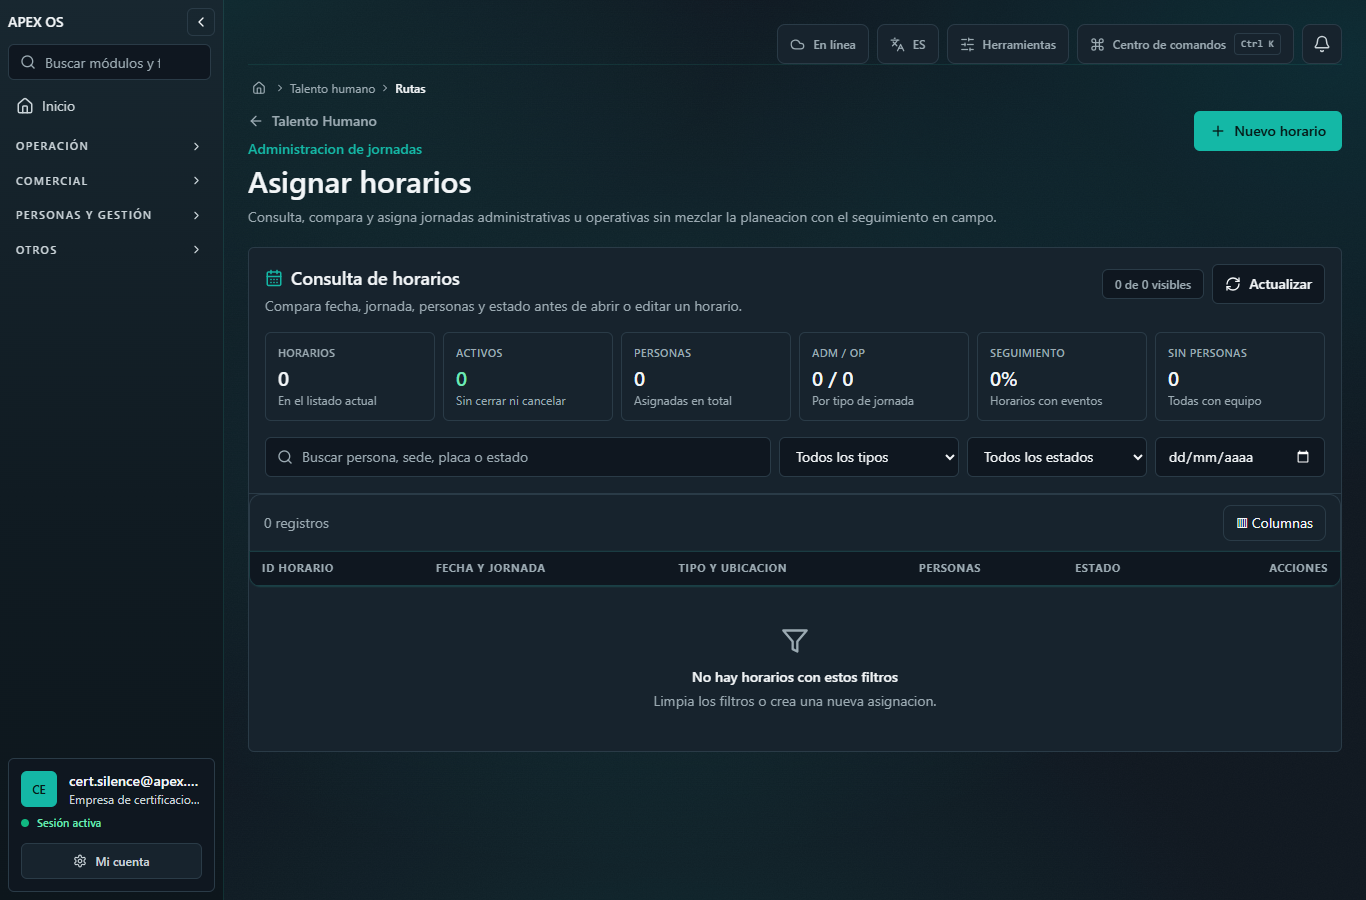 APEX OS
Buscar módulos y f
Inicio
OPERACIÓN
COMERCIAL
PERSONAS Y GESTIÓN
OTROS
CE
cert.silence@apex....
Empresa de certificacio...
Sesión activa
Mi cuenta
En línea
ES
Herramientas
Centro de comandos Ctrl K
Talento humano > Rutas
Talento Humano
Administracion de jornadas
Asignar horarios
Consulta, compara y asigna jornadas administrativas u operativas sin mezclar la planeacion con el seguimiento en campo.
+ Nuevo horario
Consulta de horarios
Compara fecha, jornada, personas y estado antes de abrir o editar un horario.
0 de 0 visibles
Actualizar
HORARIOS
0
En el listado actual
ACTIVOS
0
Sin cerrar ni cancelar
PERSONAS
0
Asignadas en total
ADM / OP
0 / 0
Por tipo de jornada
SEGUIMIENTO
0%
Horarios con eventos
SIN PERSONAS
0
Todas con equipo
Buscar persona, sede, placa o estado
Todos los tipos
Todos los estados
dd/mm/aaaa
0 registros
Columnas
ID HORARIO FECHA Y JORNADA TIPO Y UBICACION PERSONAS ESTADO ACCIONES
No hay horarios con estos filtros
Limpia los filtros o crea una nueva asignacion.